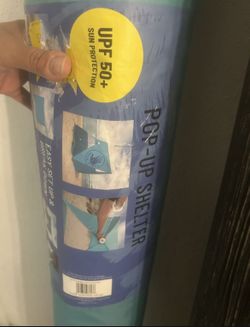 UPF 50+
SUN PROTECTION
POP-UP SHELTER
EASY SET UP &